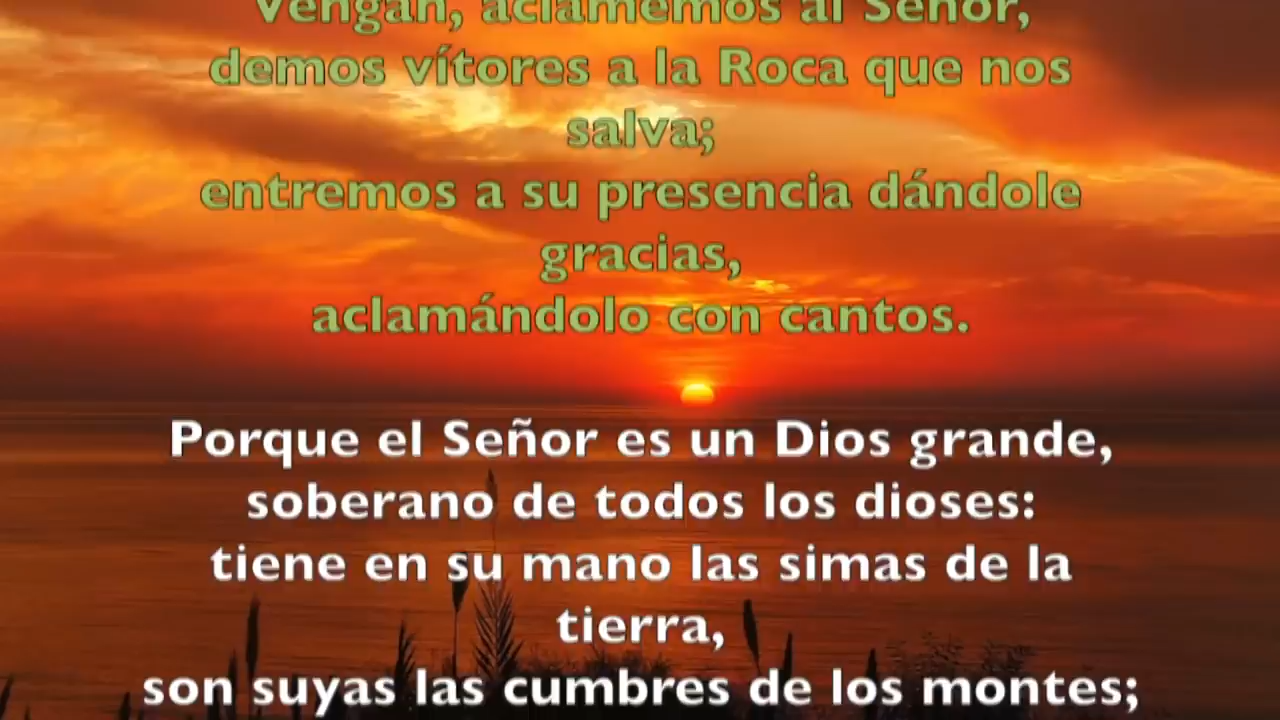 Vengan, aclamemos al Señor,
demos vítores a la Roca que nos
salva;
entremos a su presencia dándole
gracias,
aclamándolo con cantos.
Porque el Señor es un Dios grande,
soberano de todos los dioses:
tiene en su mano las simas de la
tierra,
son suyas las cumbres de los montes;